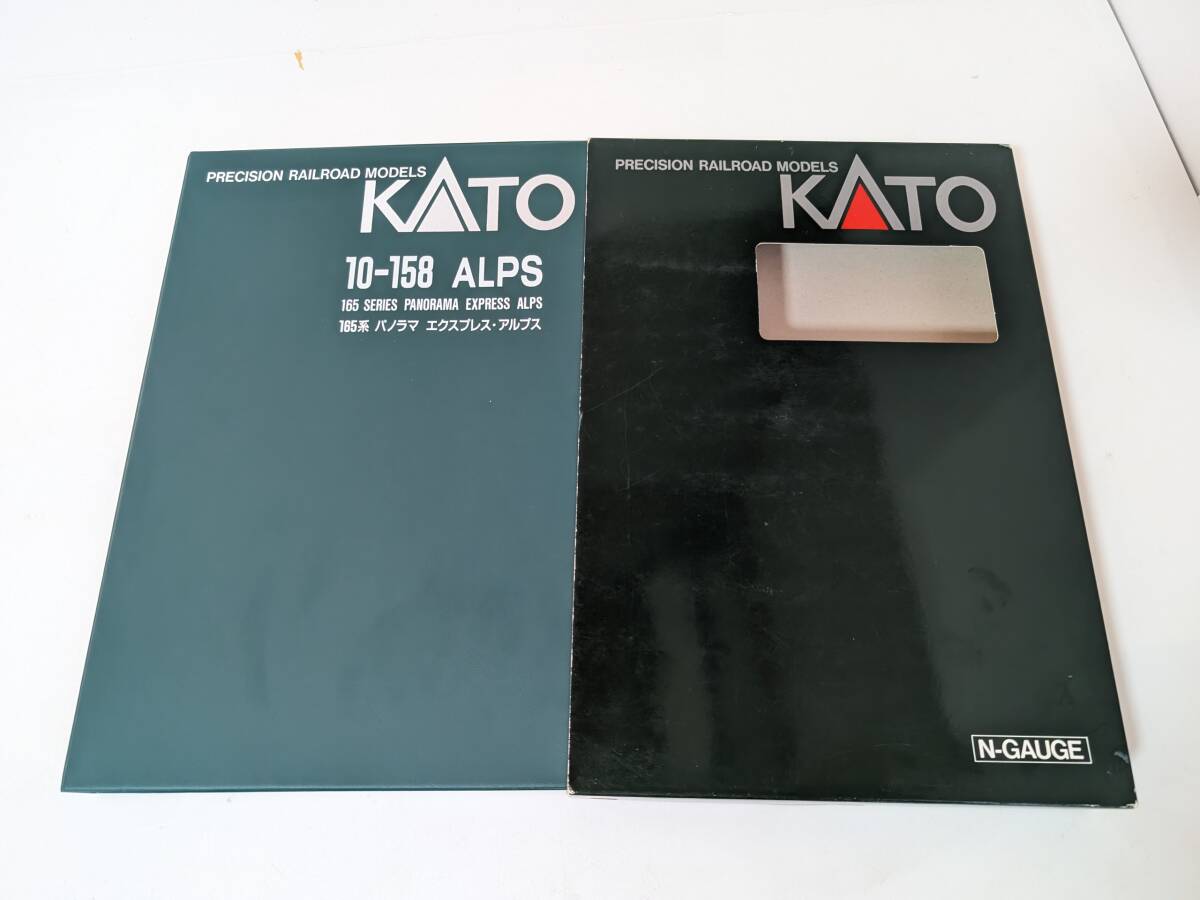 PRECISION RAILROAD MODELS
KATO
10-158 ALPS
165 SERIES PANORAMA EXPRESS ALPS
165系 パノラマ エクスプレス・アルプス
PRECISION RAILROAD MODELS
KATO
N-GAUGE